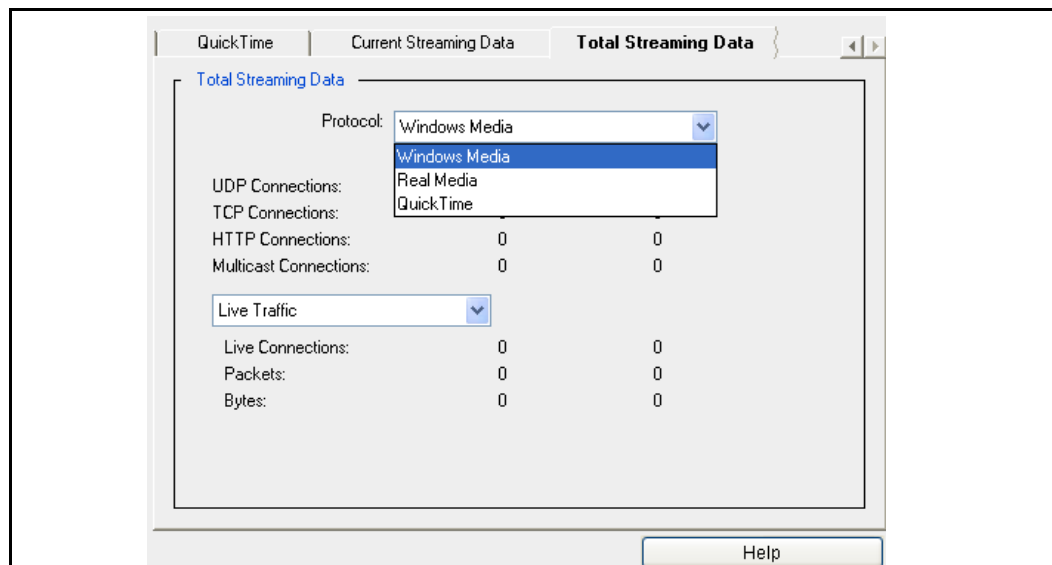 QuickTime Current Streaming Data Total Streaming Data
Total Streaming Data
Protocol: Windows Media
Windows Media
Real Media
QuickTime
UDP Connections:
TCP Connections:
HTTP Connections: 0 0
Multicast Connections: 0 0
Live Traffic
Live Connections: 0 0
Packets: 0 0
Bytes: 0 0
Help